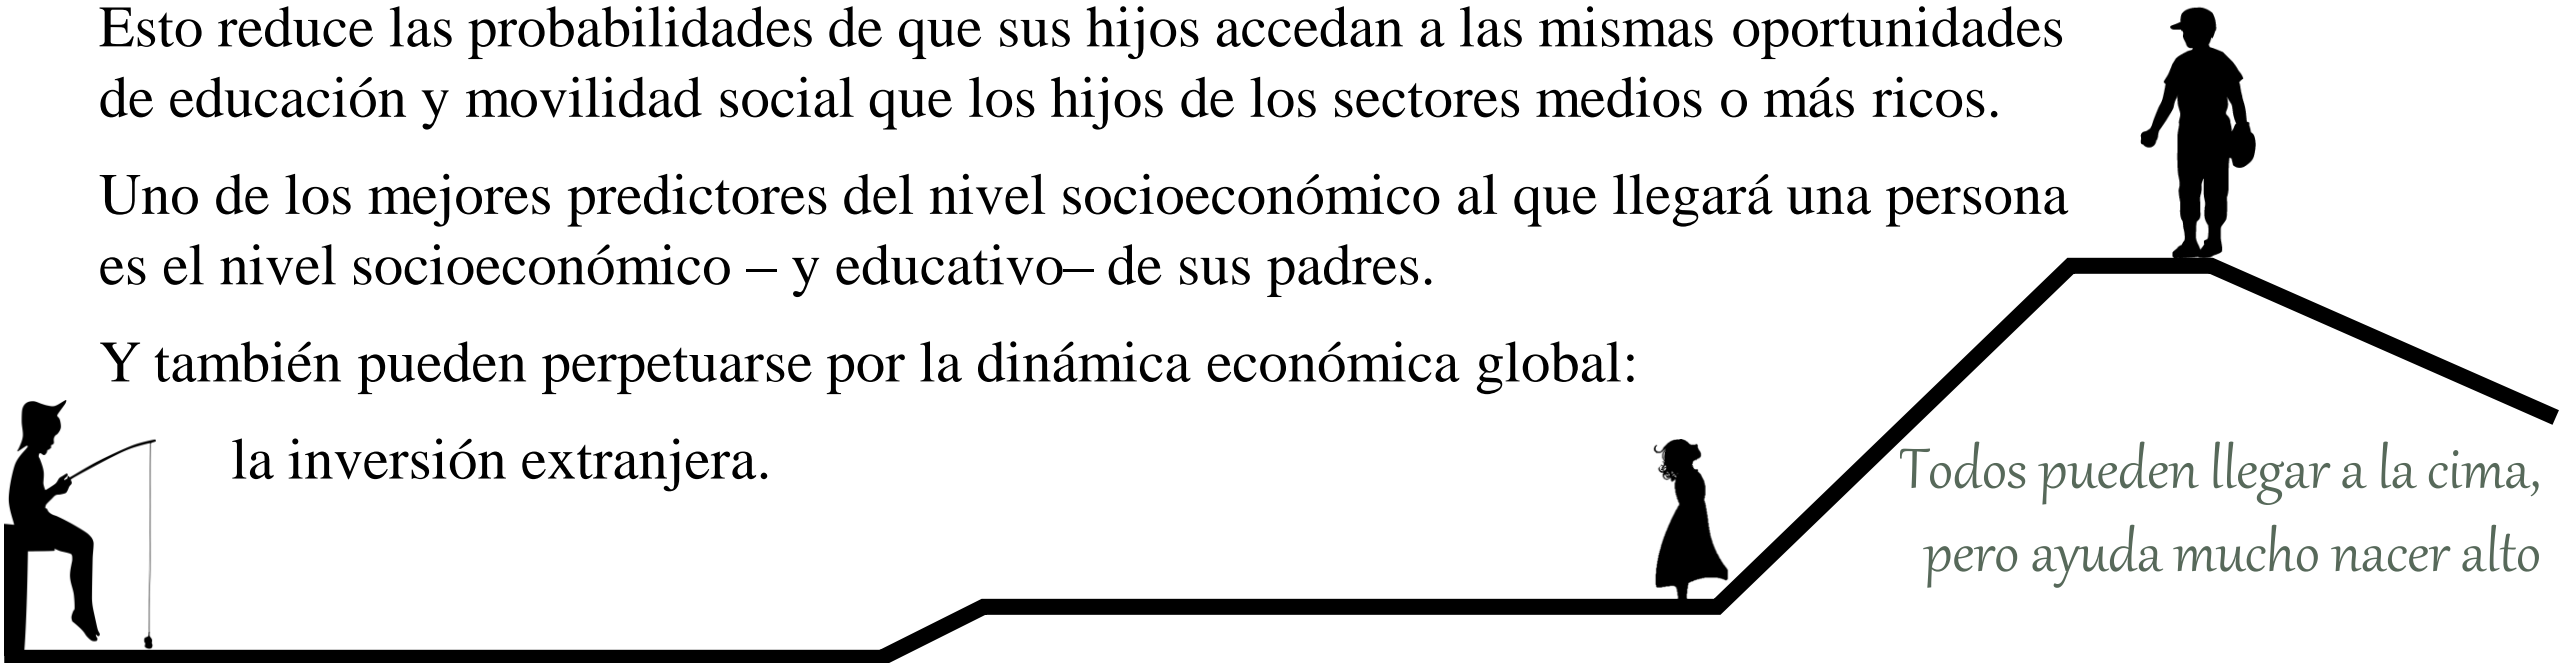 Esto reduce las probabilidades de que sus hijos accedan a las mismas oportunidades
de educación y movilidad social que los hijos de los sectores medios o más ricos.
Uno de los mejores predictores del nivel socioeconómico al que llegará una persona
es el nivel socioeconómico – y educativo– de sus padres.
Y también pueden perpetuarse por la dinámica económica global:
la inversión extranjera.
Todos pueden llegar a la cima,
pero ayuda mucho nacer alto